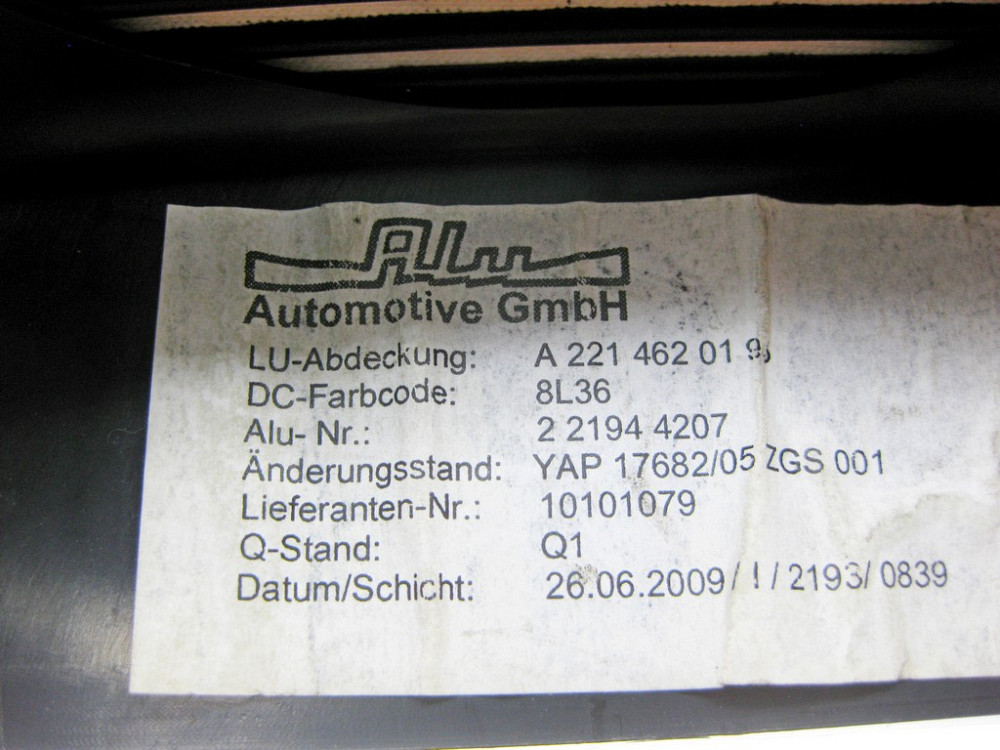 Alu
Automotive GmbH
LU-Abdeckung: A 221 462 01
DC-Farbcode: 8L36
Alu- Nr.: 2 2194 4207
Änderungsstand: YAP 17682/05 ZGS 001
Lieferanten-Nr.: 10101079
Q-Stand: Q1
Datum/Schicht: 26.06.2009/ / 2193/ 0839